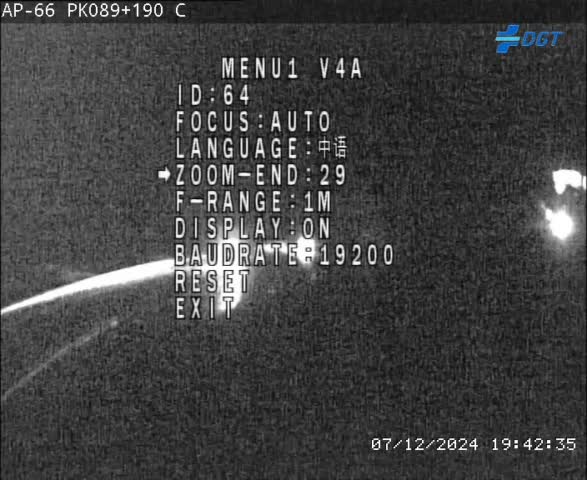 AP-66 PK089+190 C
DGT
MENU1 V4A
ID:64
FOCUS:AUTO
LANGUAGE:中语
ZOOM-END:29
F-RANGE:1M
DISPLAY:ON
BAUDRATE:19200
RESET
EXIT
07/12/2024 19:42:35